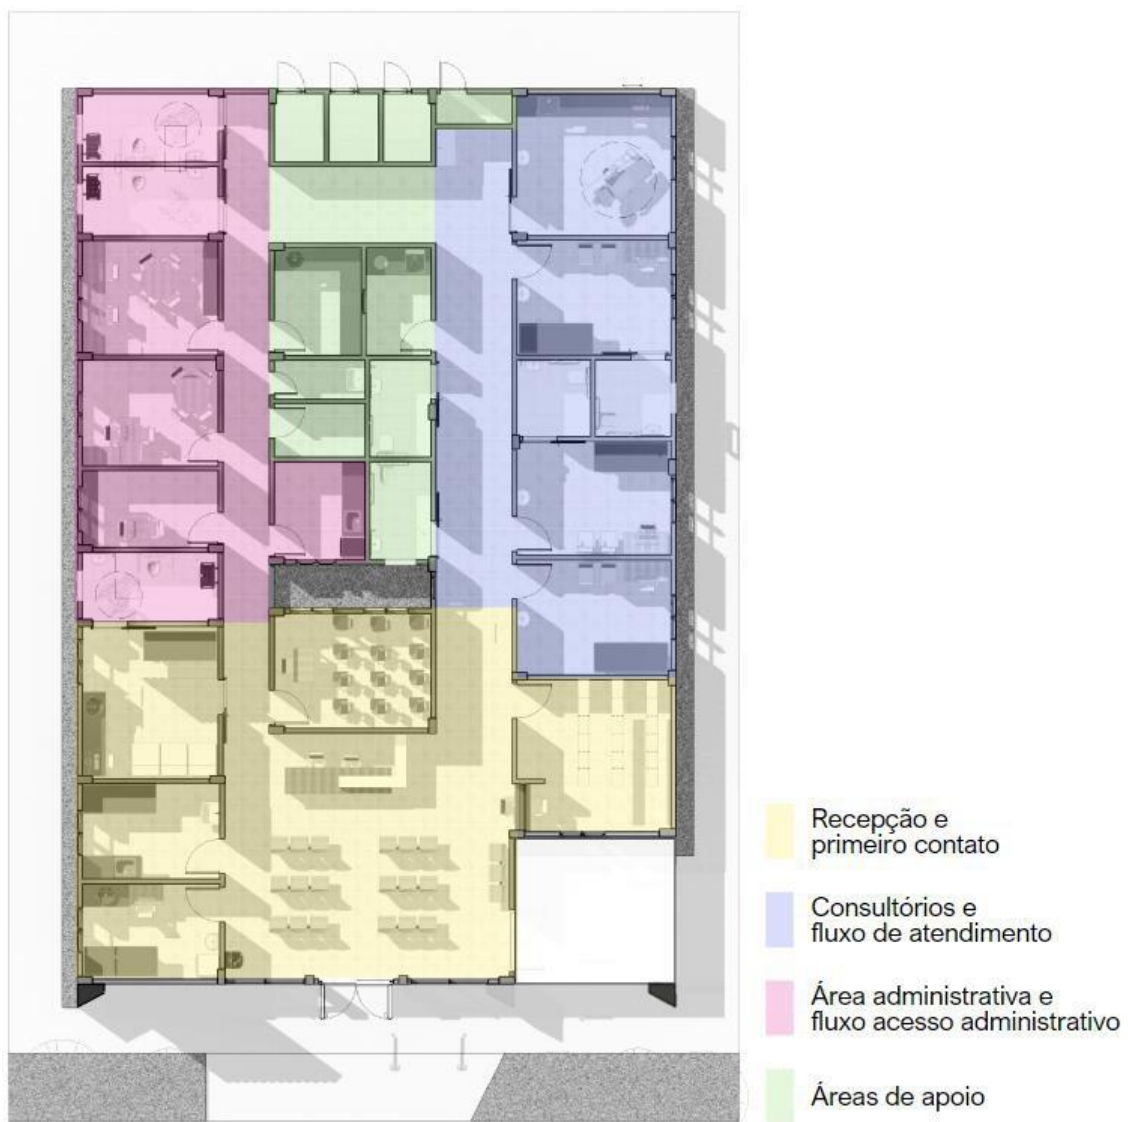 Recepção e
primeiro contato
Consultórios e
fluxo de atendimento
Área administrativa e
fluxo acesso administrativo
Áreas de apoio